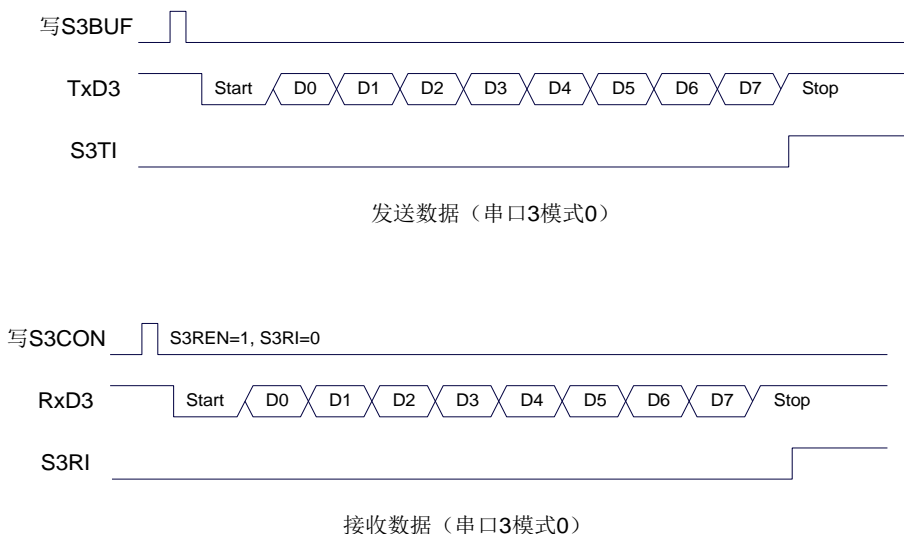 写S3BUF
TxD3 Start D0 D1 D2 D3 D4 D5 D6 D7 Stop
S3TI
发送数据（串口3模式0）
写S3CON S3REN=1, S3RI=0
RxD3 Start D0 D1 D2 D3 D4 D5 D6 D7 Stop
S3RI
接收数据（串口3模式0）